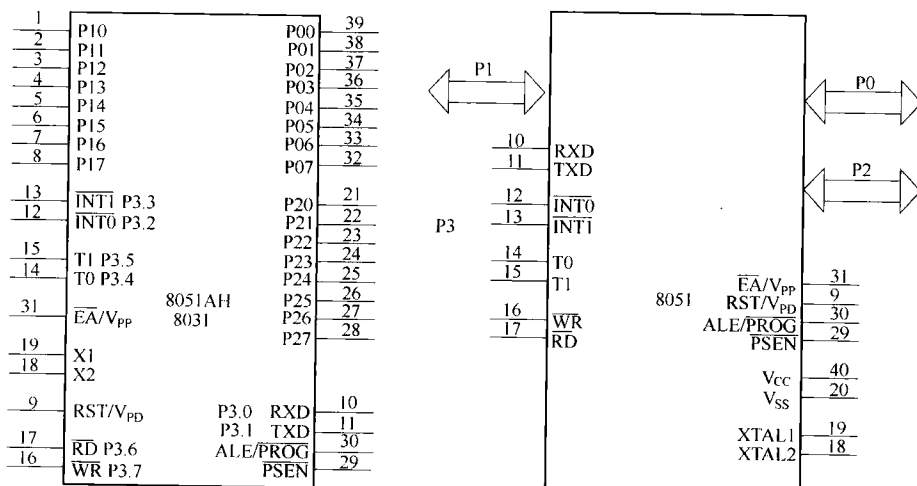 1 P10 P00 39
2 P11 P01 38
3 P12 P02 37
4 P13 P03 36
5 P14 P04 35
6 P15 P05 34
7 P16 P06 33
8 P17 P07 32
13 INT1 P3.3 P20 21
12 INT0 P3.2 P21 22
P22 23
15 T1 P3.5 P23 24
14 T0 P3.4 P24 25
8051AH P25 26
31 EA/VPP 8031 P26 27
P27 28
19 X1
18 X2
9 RST/VPD P3.0 RXD 10
P3.1 TXD 11
17 RD P3.6 ALE/PROG 30
16 WR P3.7 PSEN 29
P1
P0
10 RXD
11 TXD
P2
12 INT0
P3 13 INT1
14 T0
15 T1
8051
EA/VPP 31
RST/VPD 9
16 WR ALE/PROG 30
17 RD PSEN 29
VCC 40
VSS 20
XTAL1 19
XTAL2 18